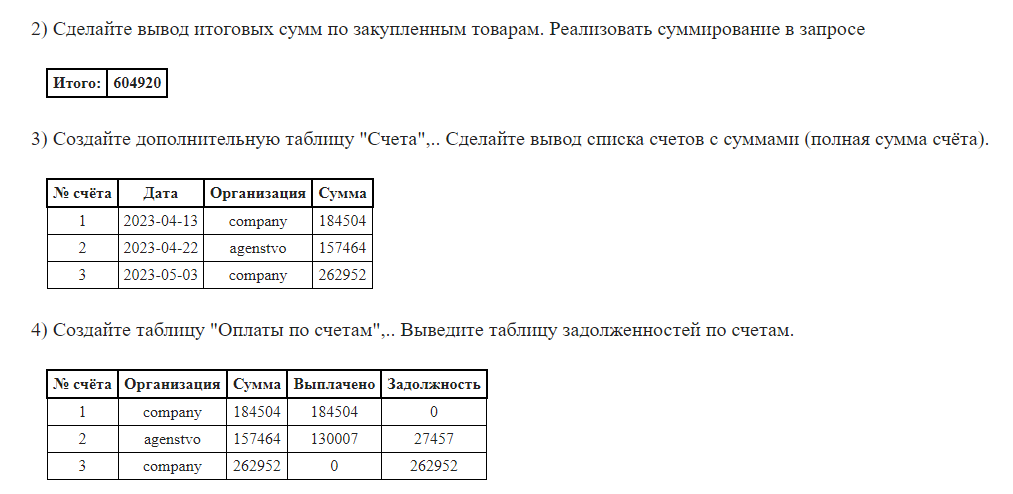 2) Сделайте вывод итоговых сумм по закупленным товарам. Реализовать суммирование в запросе
Итого: 604920
3) Создайте дополнительную таблицу "Счета",.. Сделайте вывод списка счетов с суммами (полная сумма счёта).
№ счёта Дата Организация Сумма
1 2023-04-13 company 184504
2 2023-04-22 agenstvo 157464
3 2023-05-03 company 262952
4) Создайте таблицу "Оплаты по счетам",.. Выведите таблицу задолженностей по счетам.
№ счёта Организация Сумма Выплачено Задолжность
1 company 184504 184504 0
2 agenstvo 157464 130007 27457
3 company 262952 0 262952